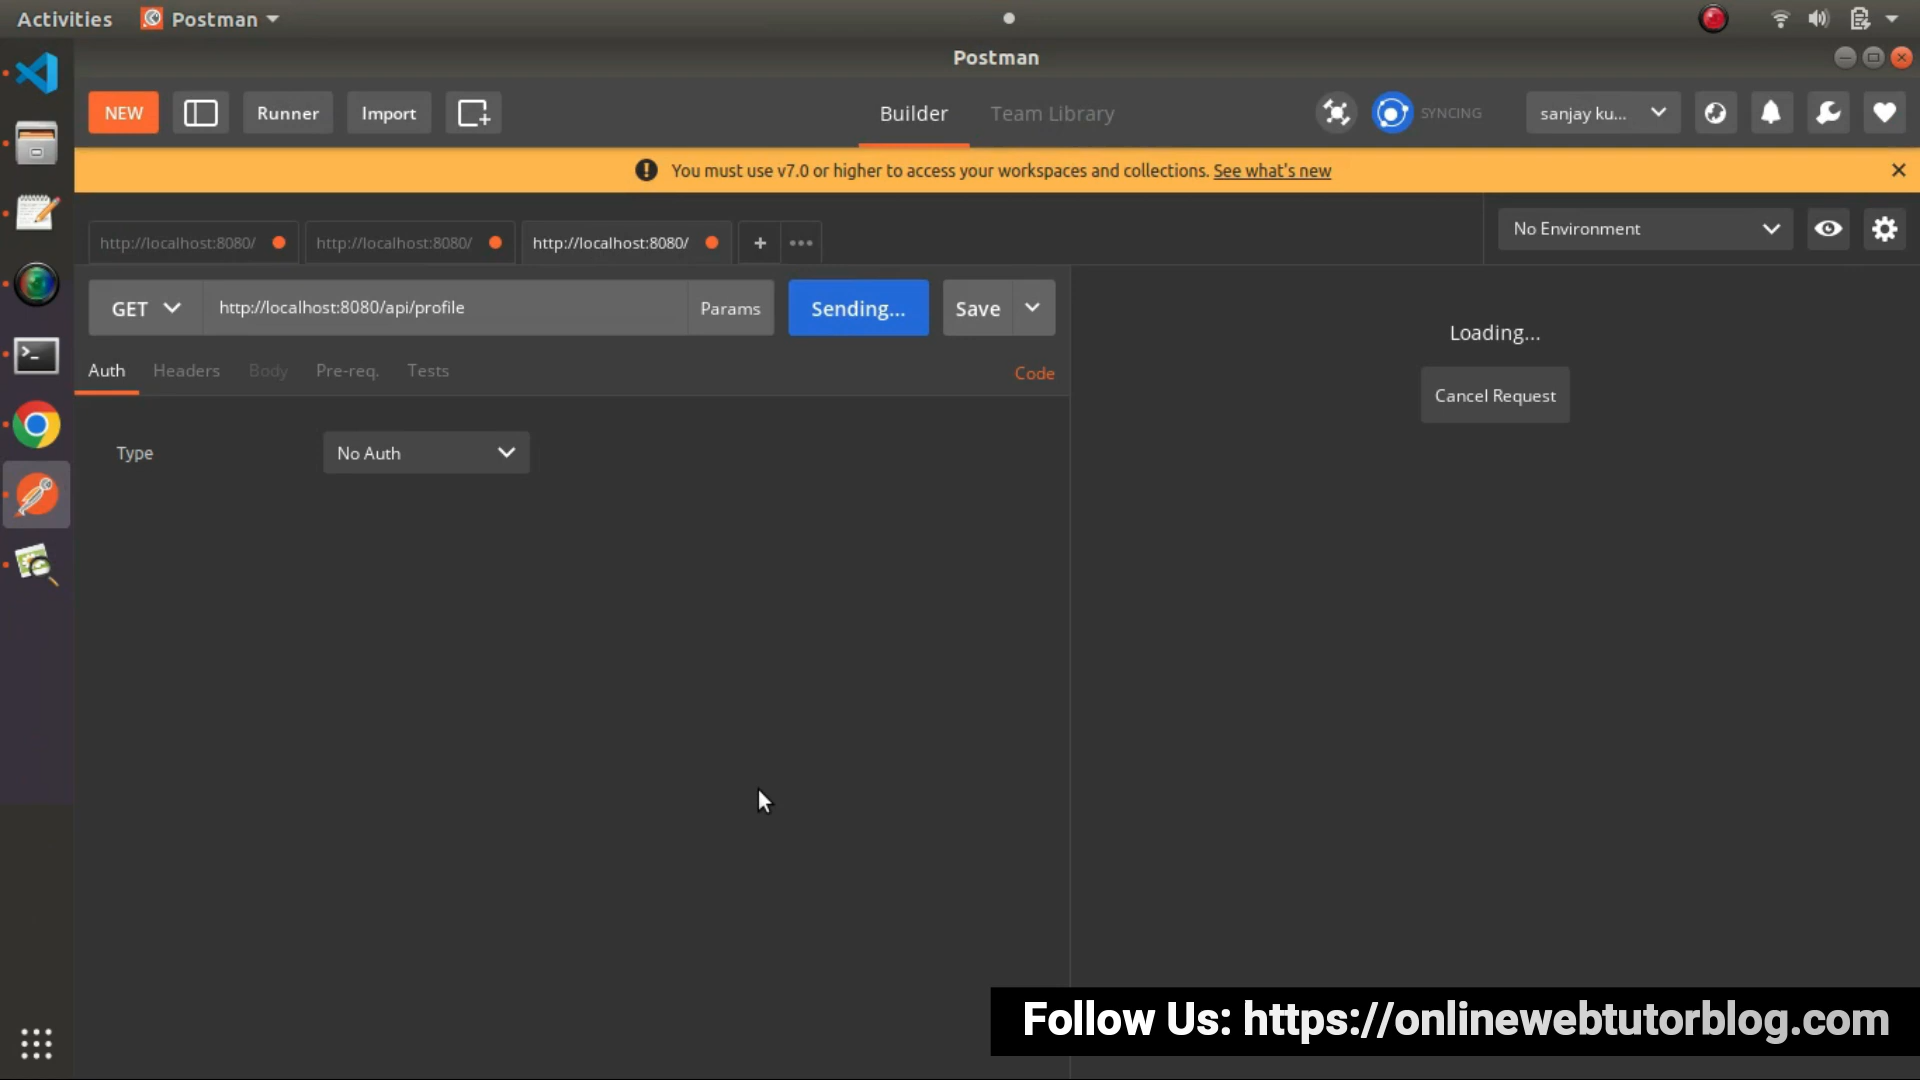 Activities
Postman
Postman
NEW
Runner
Import
Builder
Team Library
SYNCING
sanjay ku...
You must use v7.0 or higher to access your workspaces and collections. See what's new
http://localhost:8080/
http://localhost:8080/
http://localhost:8080/
No Environment
GET
http://localhost:8080/api/profile
Params
Sending...
Save
Auth
Headers
Body
Pre-req.
Tests
Code
Type
No Auth
Loading...
Cancel Request
Follow Us: https://onlinewebtutorblog.com